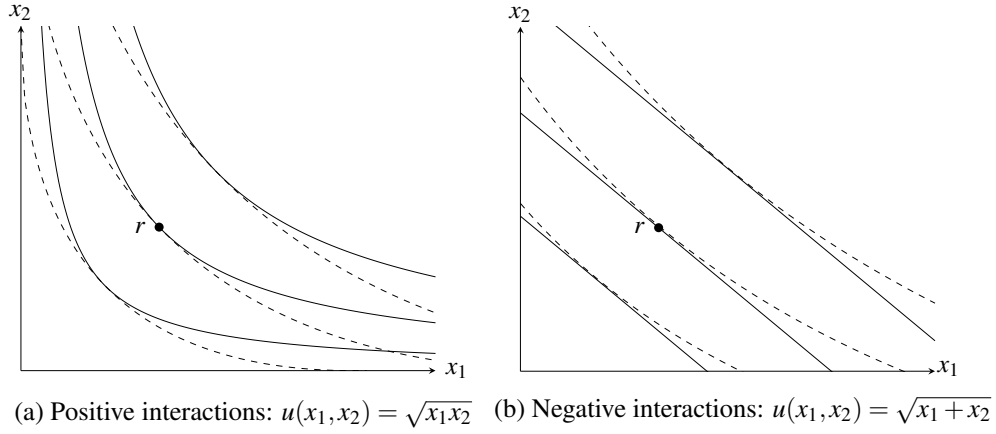 x₂
r
x₁
(a) Positive interactions: u(x₁, x₂) = √x₁x₂
x₂
r
x₁
(b) Negative interactions: u(x₁, x₂) = √x₁ + x₂